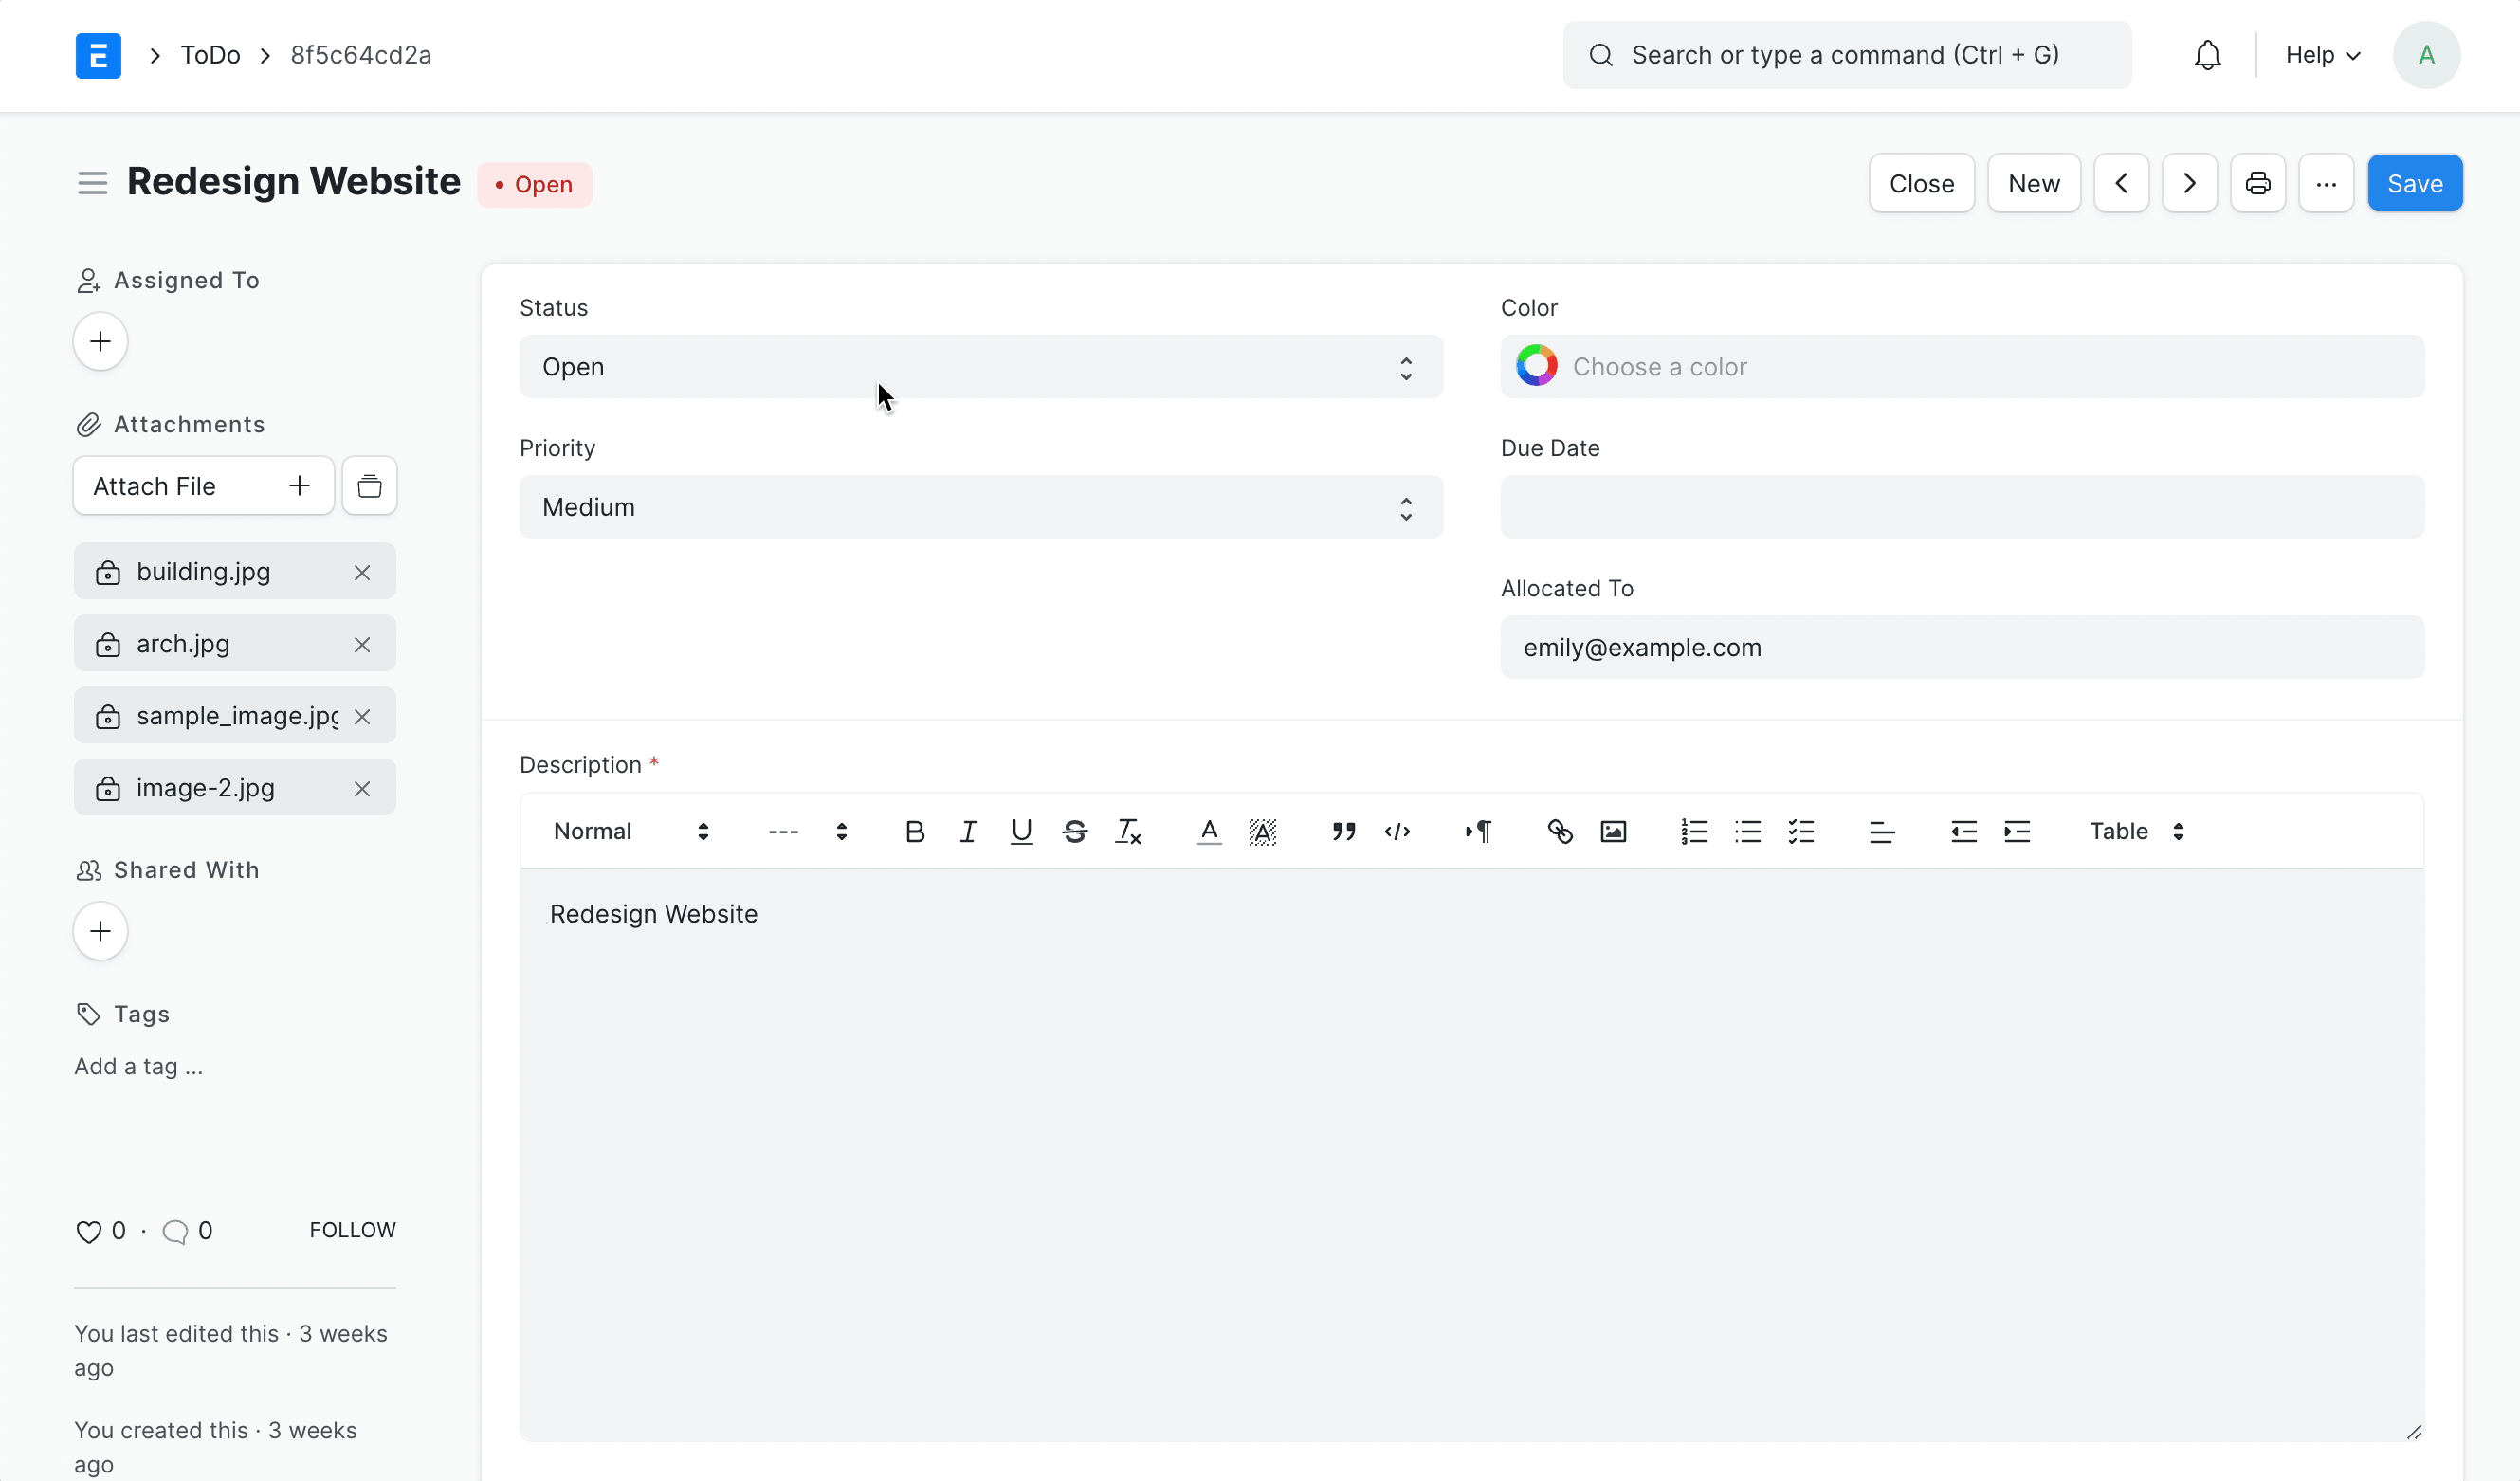 E
ToDo
8f5c64cd2a
Search or type a command (Ctrl + G)
Help
A
Redesign Website
Open
Close
New
...
Save
Assigned To
Attachments
Attach File
building.jpg
arch.jpg
sample_image.jpg
image-2.jpg
Shared With
Tags
Add a tag ...
0 · 0
FOLLOW
You last edited this · 3 weeks
ago
You created this · 3 weeks
ago
Status
Open
Priority
Medium
Color
Choose a color
Due Date
Allocated To
emily@example.com
Description *
Normal
---
B
I
U
S
Tx
A
A
Table
Redesign Website